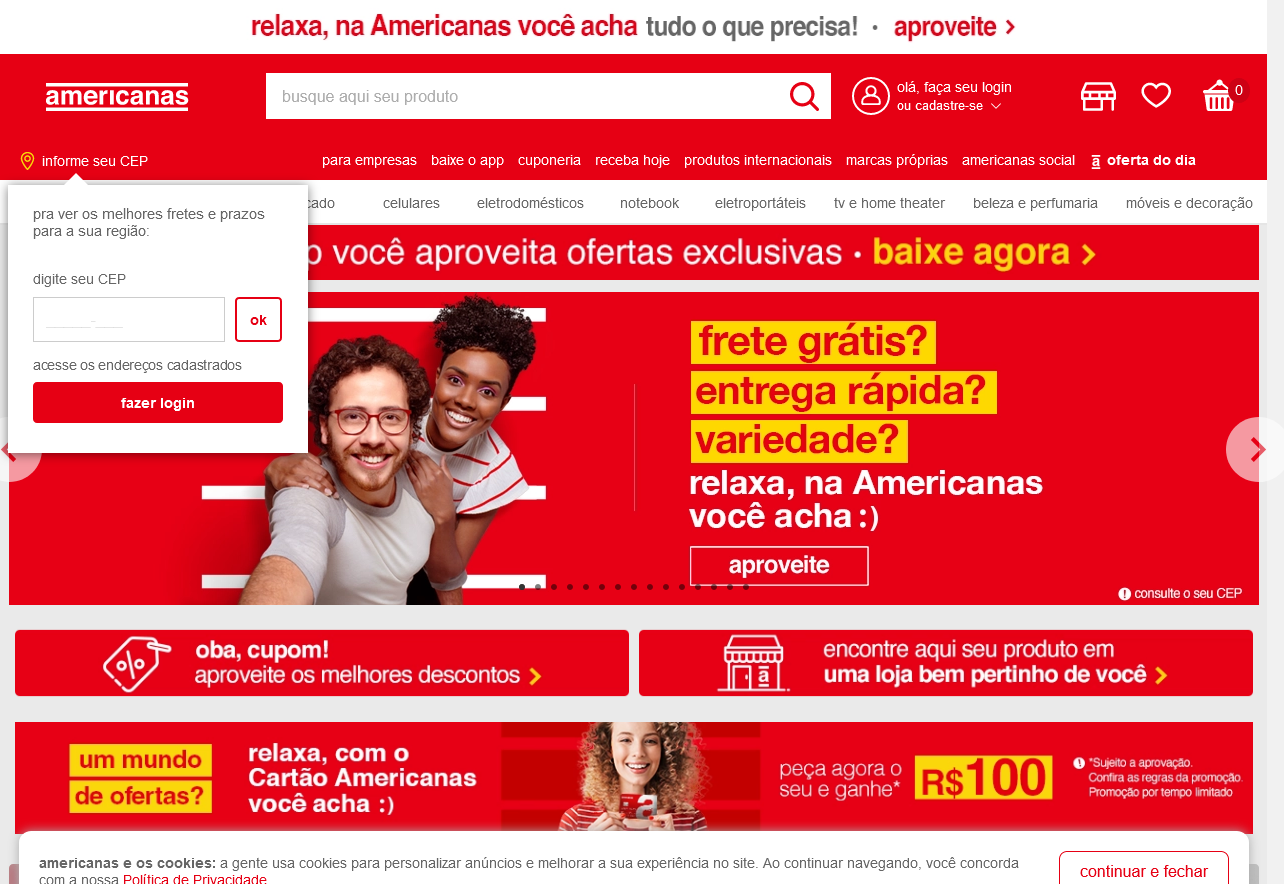 relaxa, na Americanas você acha tudo o que precisa! · aproveite >
americanas
busque aqui seu produto
olá, faça seu login
ou cadastre-se
0
informe seu CEP
para empresas baixe o app cuponeria receba hoje produtos internacionais marcas próprias americanas social a oferta do dia
celulares eletrodomésticos notebook eletroportáteis tv e home theater beleza e perfumaria móveis e decoração
pra ver os melhores fretes e prazos
para a sua região:
digite seu CEP
_____-___
ok
acesse os endereços cadastrados
fazer login
você aproveita ofertas exclusivas · baixe agora >
frete grátis?
entrega rápida?
variedade?
relaxa, na Americanas
você acha :)
aproveite
! consulte o seu CEP
oba, cupom!
aproveite os melhores descontos >
encontre aqui seu produto em
uma loja bem pertinho de você >
um mundo
de ofertas?
relaxa, com o
Cartão Americanas
você acha :)
peça agora o
seu e ganhe*
R$100
! *Sujeito a aprovação.
Confira as regras da promoção.
Promoção por tempo limitado
americanas e os cookies: a gente usa cookies para personalizar anúncios e melhorar a sua experiência no site. Ao continuar navegando, você concorda
com a nossa Política de Privacidade
continuar e fechar